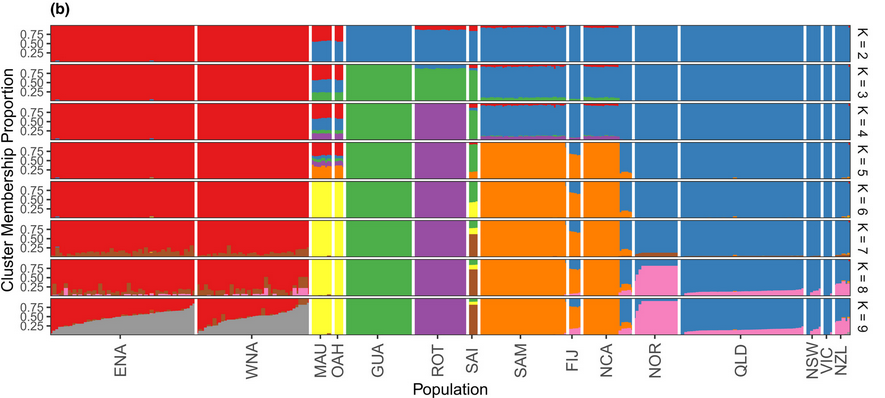 (b)
0.75
0.50
0.25
K = 2
0.75
0.50
0.25
K = 3
0.75
0.50
0.25
K = 4
0.75
0.50
0.25
K = 5
0.75
0.50
0.25
K = 6
0.75
0.50
0.25
K = 7
0.75
0.50
0.25
K = 8
0.75
0.50
0.25
K = 9
Cluster Membership Proportion
ENA
WNA
MAU
OAH
GUA
ROT
SAI
SAM
FIJ
NCA
NOR
QLD
NSW
VIC
NZL
Population